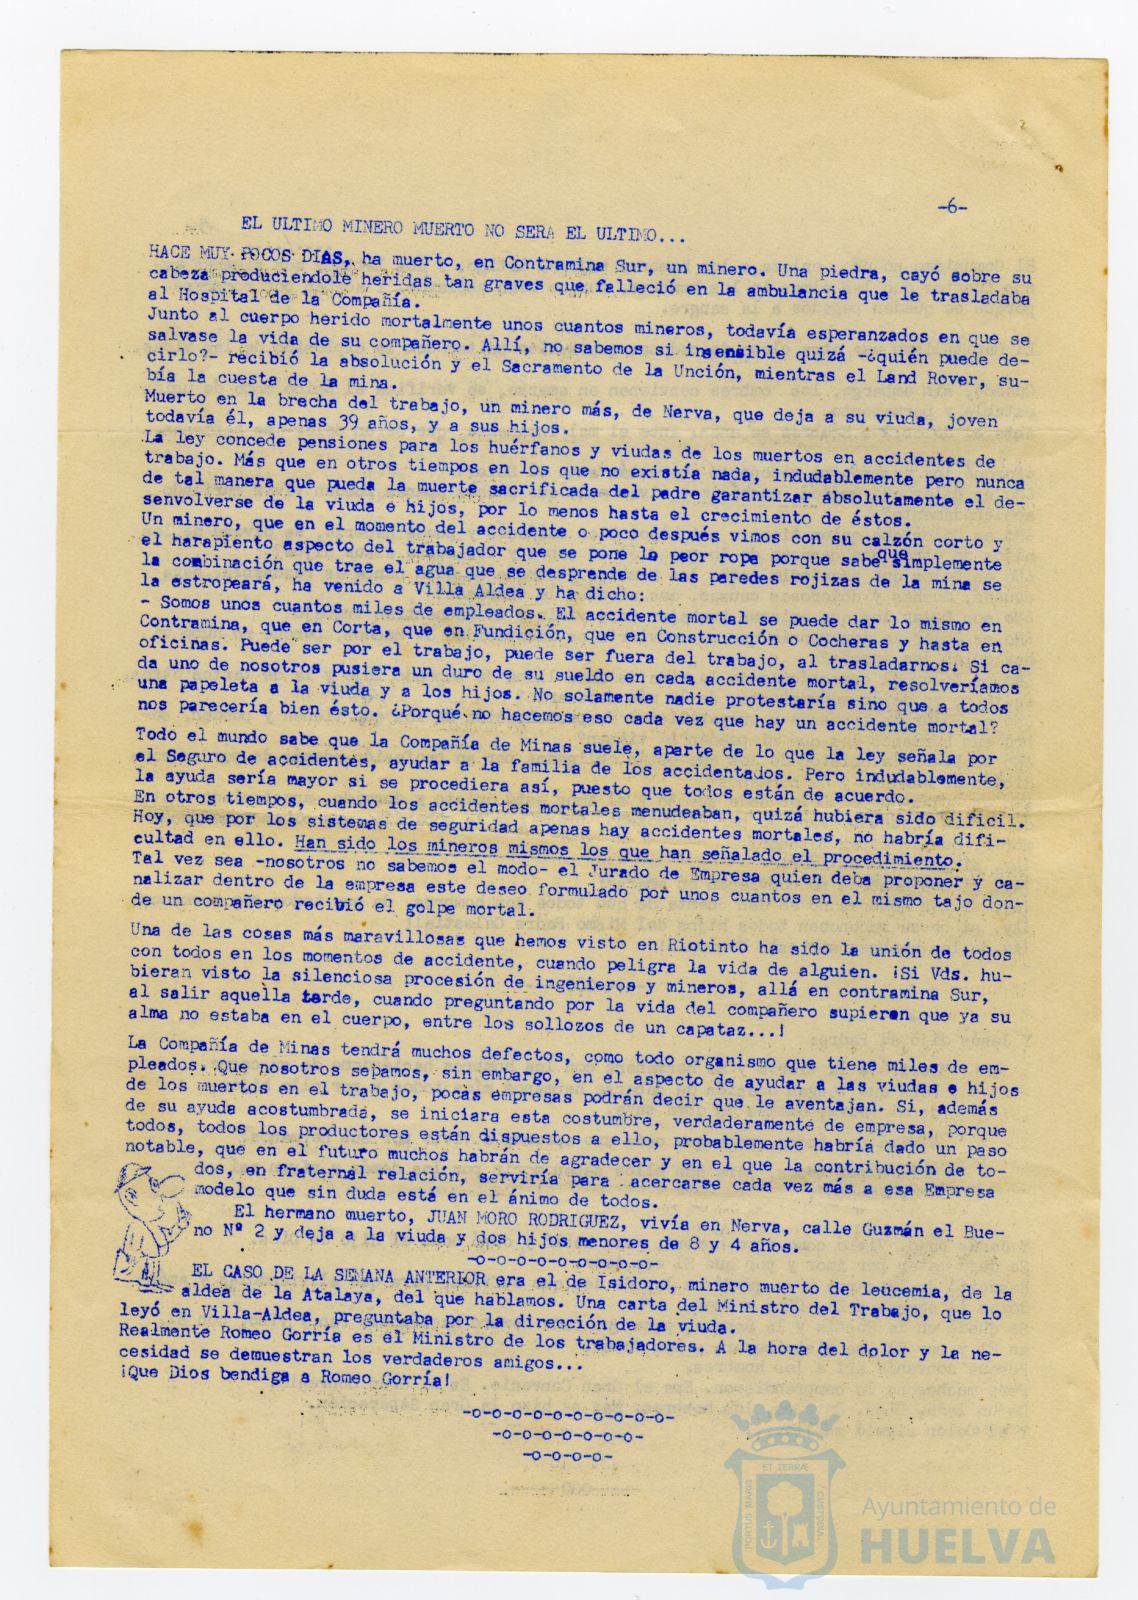 -6-
EL ULTIMO MINERO MUERTO NO SERA EL ULTIMO...
HACE MUY POCOS DIAS, ha muerto, en Contramina Sur, un minero. Una piedra, cayó sobre su
cabeza produciendole heridas tan graves que falleció en la ambulancia que le trasladaba
al Hospital de la Compañía.
Junto al cuerpo herido mortalmente unos cuantos mineros, todavía esperanzados en que se
salvase la vida de su compañero. Allí, no sabemos si insensible quizá -¿quién puede de-
cirlo?- recibió la absolución y el Sacramento de la Unción, mientras el Land Rover, su-
bía la cuesta de la mina.
Muerto en la brecha del trabajo, un minero más, de Nerva, que deja a su viuda, joven
todavía él, apenas 39 años, y a sus hijos.
La ley concede pensiones para los huérfanos y viudas de los muertos en accidentes de
trabajo. Más que en otros tiempos en los que no existía nada, indudablemente pero nunca
de tal manera que pueda la muerte sacrificada del padre garantizar absolutamente el de-
senvolverse de la viuda e hijos, por lo menos hasta el crecimiento de éstos.
Un minero, que en el momento del accidente o poco después vimos con su calzón corto y
el harapiento aspecto del trabajador que se pone la peor ropa porque sabe que simplemente
la combinación que trae el agua que se desprende de las paredes rojizas de la mina se
la estropeará, ha venido a Villa Aldea y ha dicho:
- Somos unos cuantos miles de empleados. El accidente mortal se puede dar lo mismo en
Contramina, que en Corta, que en Fundición, que en Construcción o Cocheras y hasta en
oficinas. Puede ser por el trabajo, puede ser fuera del trabajo, al trasladarnos. Si ca-
da uno de nosotros pusiera un duro de su sueldo en cada accidente mortal, resolveríamos
una papeleta a la viuda y a los hijos. No solamente nadie protestaría sino que a todos
nos parecería bien ésto. ¿Porqué no hacemos eso cada vez que hay un accidente mortal?
Todo el mundo sabe que la Compañía de Minas suele, aparte de lo que la ley señala por
el Seguro de accidentes, ayudar a la familia de los accidentados. Pero indudablemente,
la ayuda sería mayor si se procediera así, puesto que todos están de acuerdo.
En otros tiempos, cuando los accidentes mortales menudeaban, quizá hubiera sido dificil.
Hoy, que por los sistemas de seguridad apenas hay accidentes mortales, no habría difi-
cultad en ello. Han sido los mineros mismos los que han señalado el procedimiento.
Tal vez sea -nosotros no sabemos el modo- el Jurado de Empresa quien deba proponer y ca-
nalizar dentro de la empresa este deseo formulado por unos cuantos en el mismo tajo don-
de un compañero recibió el golpe mortal.
Una de las cosas más maravillosas que hemos visto en Riotinto ha sido la unión de todos
con todos en los momentos de accidente, cuando peligra la vida de alguien. ¡Si Vds. hu-
bieran visto la silenciosa procesión de ingenieros y mineros, allá en contramina Sur,
al salir aquella tarde, cuando preguntando por la vida del compañero supieron que ya su
alma no estaba en el cuerpo, entre los sollozos de un capataz...!
La Compañía de Minas tendrá muchos defectos, como todo organismo que tiene miles de em-
pleados. Que nosotros sepamos, sin embargo, en el aspecto de ayudar a las viudas e hijos
de los muertos en el trabajo, pocas empresas podrán decir que le aventajan. Si, además
de su ayuda acostumbrada, se iniciara esta costumbre, verdaderamente de empresa, porque
todos, todos los productores están dispuestos a ello, probablemente habría dado un paso
notable, que en el futuro muchos habrán de agradecer y en el que la contribución de to-
dos, en fraternal relación, serviría para acercarse cada vez más a esa Empresa
modelo que sin duda está en el ánimo de todos.
El hermano muerto, JUAN MORO RODRIGUEZ, vivía en Nerva, calle Guzmán el Bue-
no Nº 2 y deja a la viuda y dos hijos menores de 8 y 4 años.
-o-o-o-o-o-o-o-o-o-
EL CASO DE LA SEMANA ANTERIOR era el de Isidoro, minero muerto de leucemia, de la
aldea de la Atalaya, del que hablamos. Una carta del Ministro del Trabajo, que lo
leyó en Villa-Aldea, preguntaba por la dirección de la viuda.
Realmente Romeo Gorría es el Ministro de los trabajadores. A la hora del dolor y la ne-
cesidad se demuestran los verdaderos amigos...
¡Que Dios bendiga a Romeo Gorría!
-o-o-o-o-o-o-o-o-o-o-
-o-o-o-o-o-o-o-
-o-o-o-o-
PORTUS MARIS
ET TERRÆ
CUSTODIA
Ayuntamiento de
HUELVA